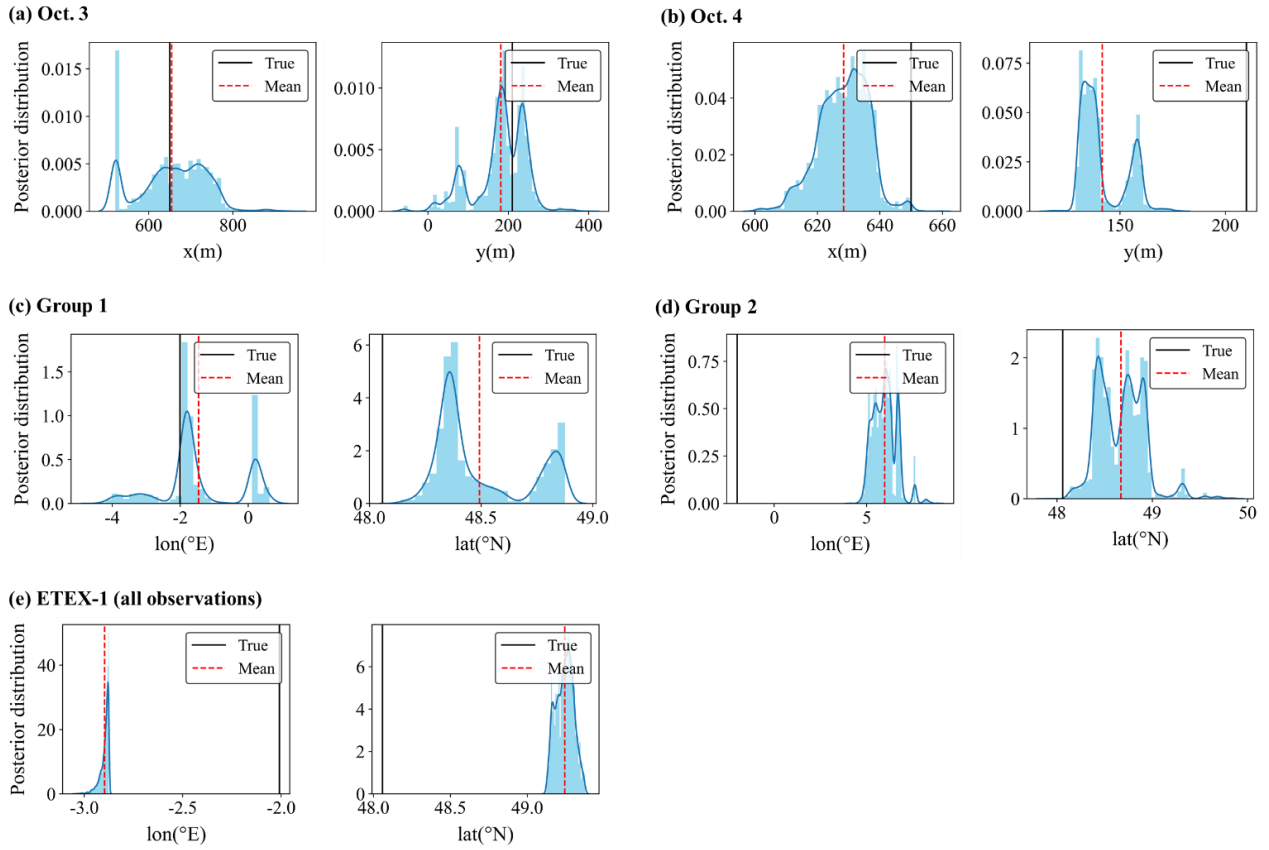 (a) Oct. 3
Posterior distribution
0.015
0.010
0.005
0.000
600
800
x(m)
True
Mean
0.010
0.005
0.000
0
200
400
y(m)
True
Mean
(b) Oct. 4
Posterior distribution
0.04
0.02
0.00
600
620
640
660
x(m)
True
Mean
0.075
0.050
0.025
0.000
150
200
y(m)
True
Mean
(c) Group 1
Posterior distribution
1.5
1.0
0.5
0.0
-4
-2
0
lon(°E)
True
Mean
6
4
2
0
48.0
48.5
49.0
lat(°N)
True
Mean
(d) Group 2
Posterior distribution
0.75
0.50
0.25
0.00
0
5
lon(°E)
True
Mean
2
1
0
48
49
50
lat(°N)
True
Mean
(e) ETEX-1 (all observations)
Posterior distribution
40
20
0
-3.0
-2.5
-2.0
lon(°E)
True
Mean
6
4
2
0
48.0
48.5
49.0
lat(°N)
True
Mean